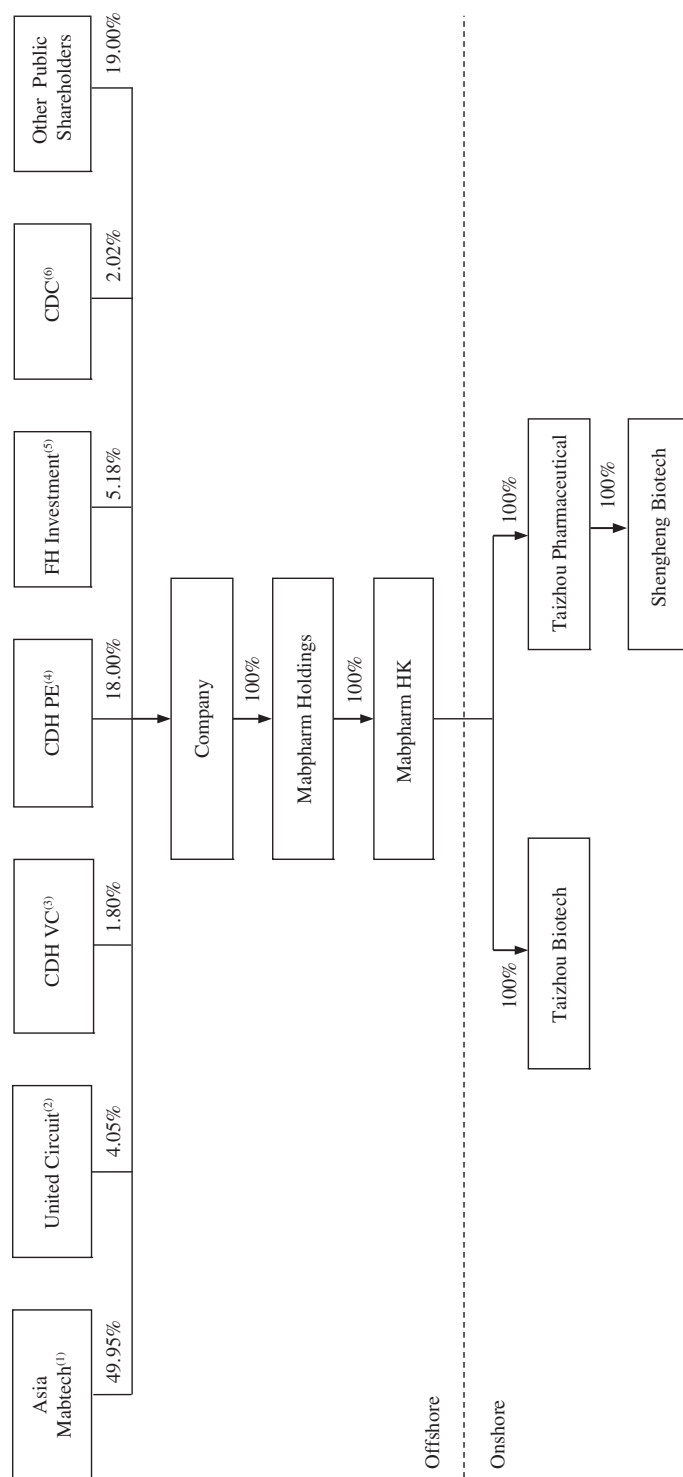 Asia
Mabtech(1)
United Circuit(2)
CDH VC(3)
CDH PE(4)
FH Investment(5)
CDC(6)
Other Public
Shareholders
49.95%
4.05%
1.80%
18.00%
5.18%
2.02%
19.00%
Company
100%
Mabpharm Holdings
100%
Mabpharm HK
Offshore
Onshore
100%
100%
Taizhou Biotech
Taizhou Pharmaceutical
100%
Shengheng Biotech